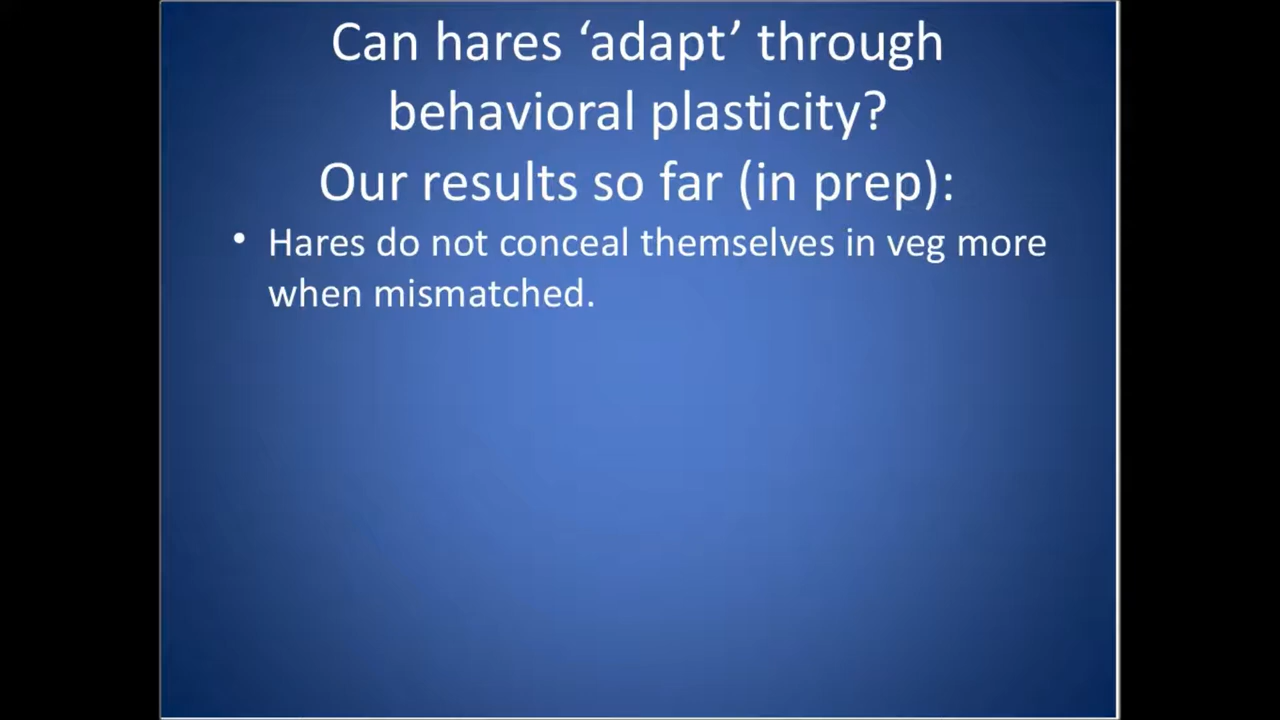 Can hares ‘adapt’ through
behavioral plasticity?
Our results so far (in prep):
• Hares do not conceal themselves in veg more
when mismatched.